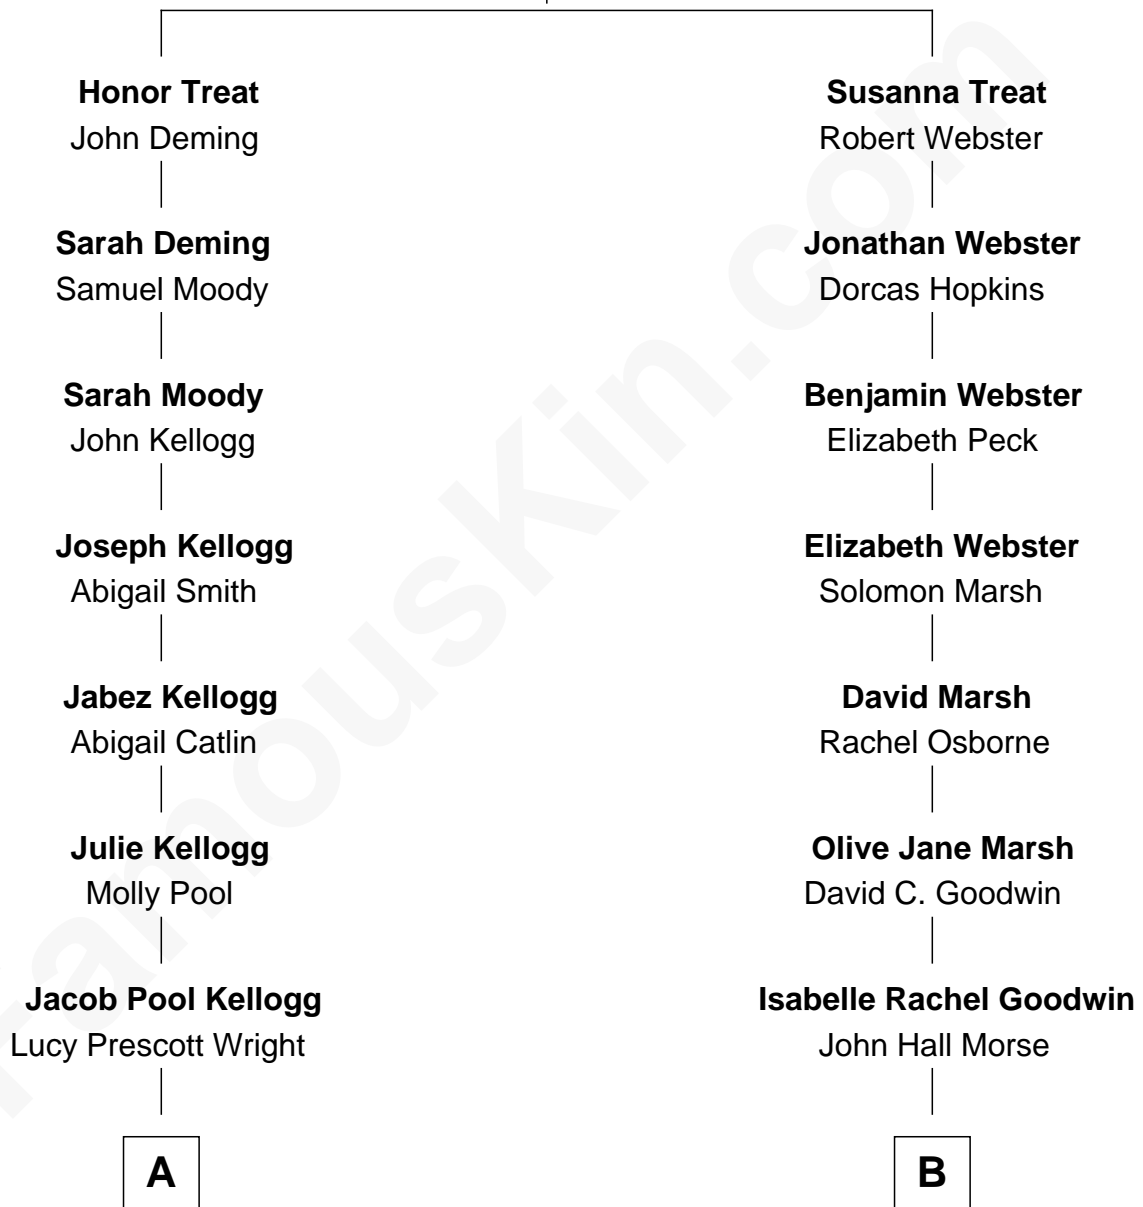 Honor Treat
John Deming
Sarah Deming
Samuel Moody
Sarah Moody
John Kellogg
Joseph Kellogg
Abigail Smith
Jabez Kellogg
Abigail Catlin
Julie Kellogg
Molly Pool
Jacob Pool Kellogg
Lucy Prescott Wright
A
Susanna Treat
Robert Webster
Jonathan Webster
Dorcas Hopkins
Benjamin Webster
Elizabeth Peck
Elizabeth Webster
Solomon Marsh
David Marsh
Rachel Osborne
Olive Jane Marsh
David C. Goodwin
Isabelle Rachel Goodwin
John Hall Morse
B
FamousKin.com